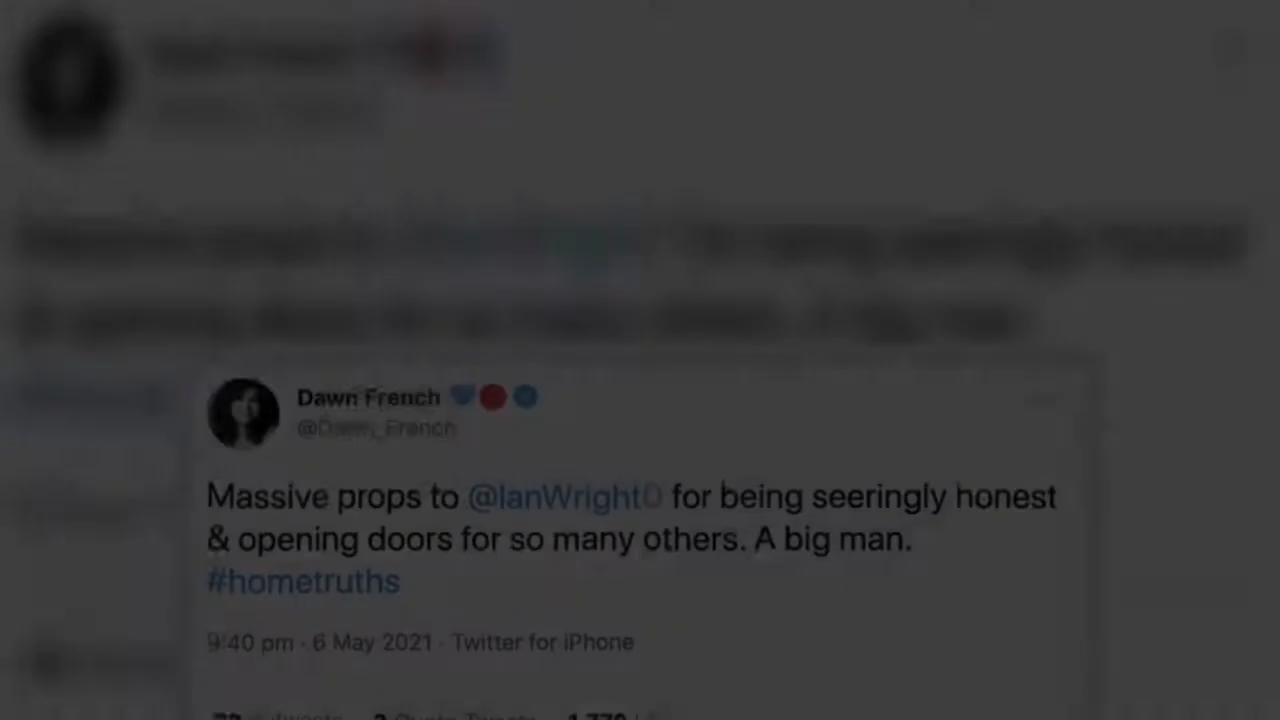 Dawn French
@Dawn_French
Massive props to @IanWright0 for being seeringly honest
& opening doors for so many others. A big man.
#hometruths
9:40 pm · 6 May 2021 · Twitter for iPhone